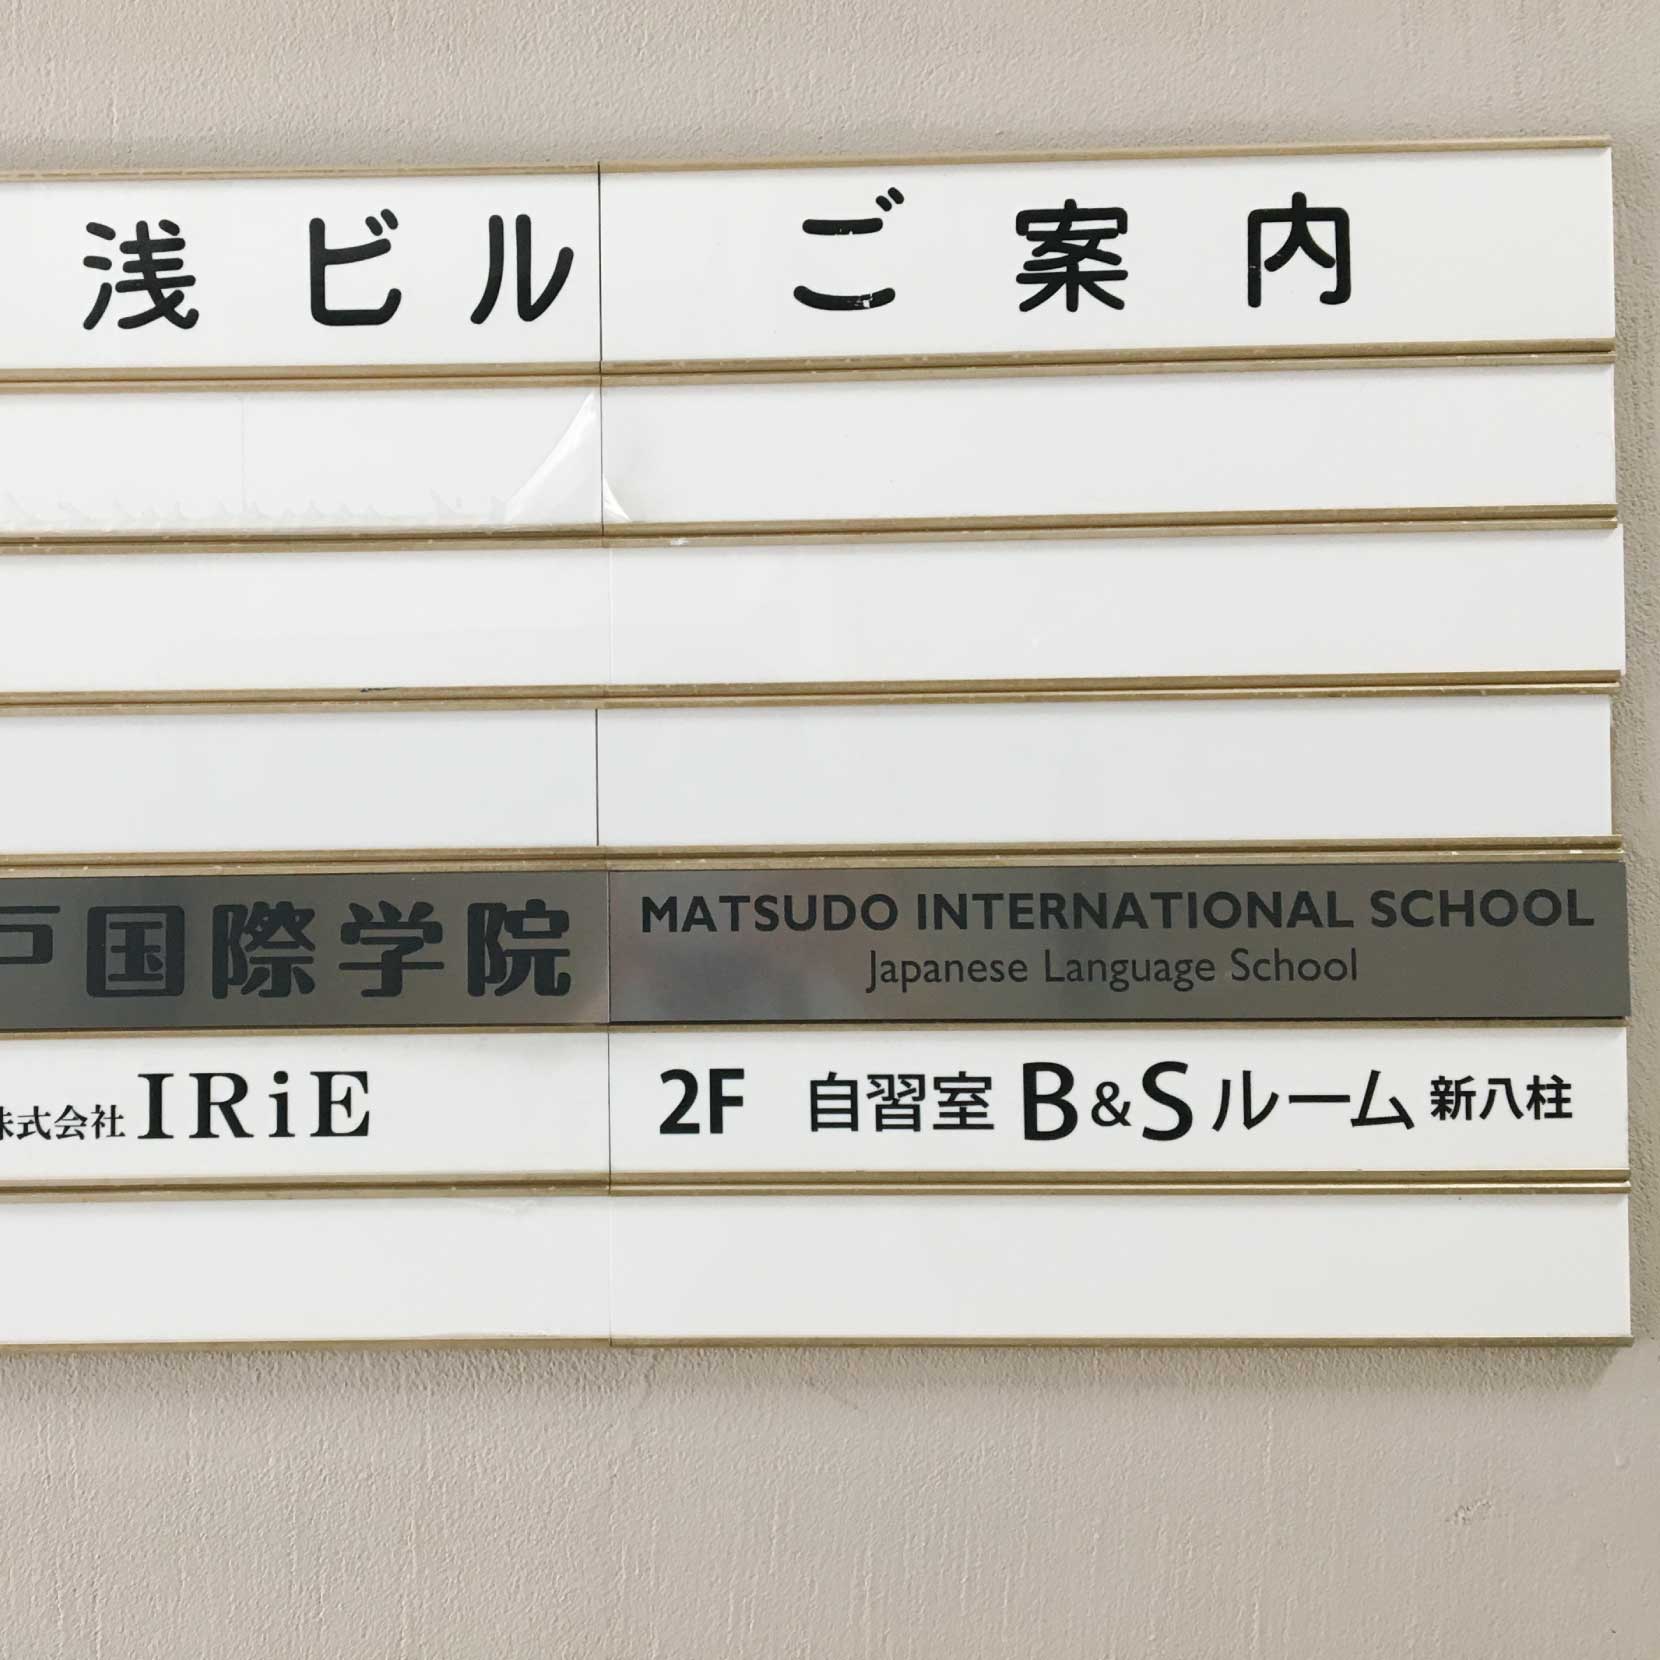 浅ビル ご案内
戸国際学院 MATSUDO INTERNATIONAL SCHOOL
Japanese Language School
株式会社 IRiE 2F 自習室 B&Sルーム 新八柱